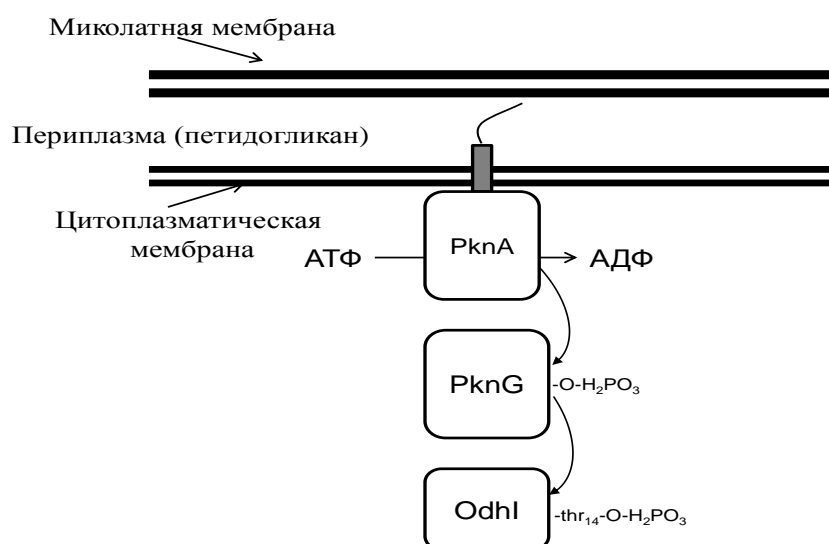 Миколатная мембрана
Периплазма (петидогликан)
Цитоплазматическая
мембрана
АТФ
PknA
АДФ
PknG
-O-H₂PO₃
OdhI
-thr₁₄-O-H₂PO₃